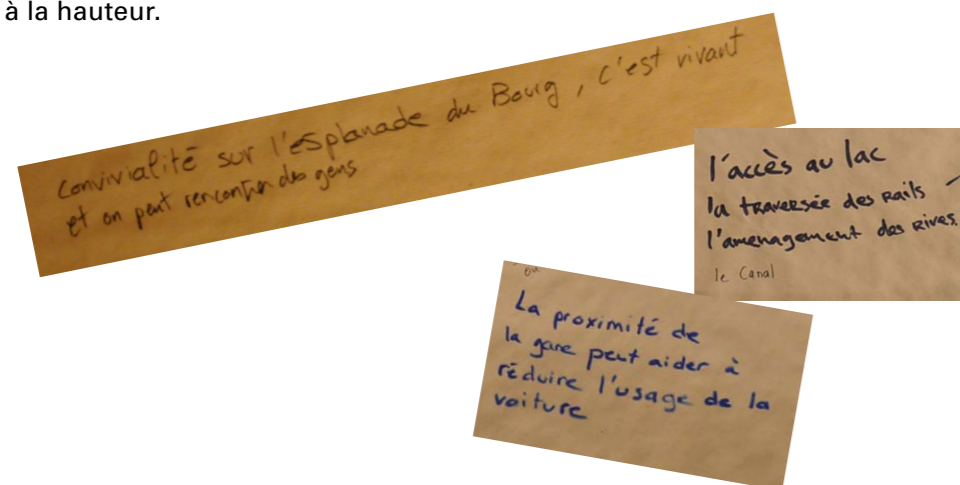 à la hauteur.
Convivialité sur l'esplanade du Bourg, c'est vivant
et on peut rencontrer des gens
l'accès au lac
la traversée des Rails
l'amenagement des Rives.
le Canal
ou
La proximité de
la gare peut aider à
réduire l'usage de la
voiture